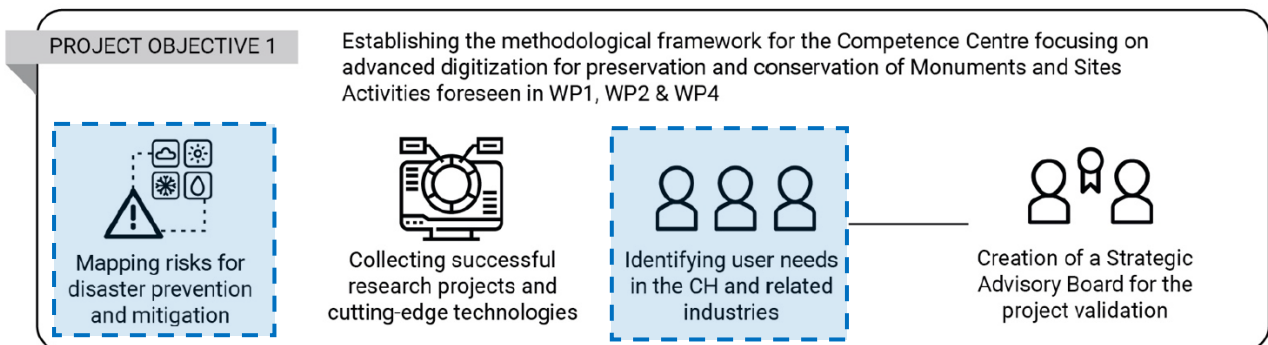 PROJECT OBJECTIVE 1
Establishing the methodological framework for the Competence Centre focusing on
advanced digitization for preservation and conservation of Monuments and Sites
Activities foreseen in WP1, WP2 & WP4
Mapping risks for
disaster prevention
and mitigation
Collecting successful
research projects and
cutting-edge technologies
Identifying user needs
in the CH and related
industries
Creation of a Strategic
Advisory Board for the
project validation